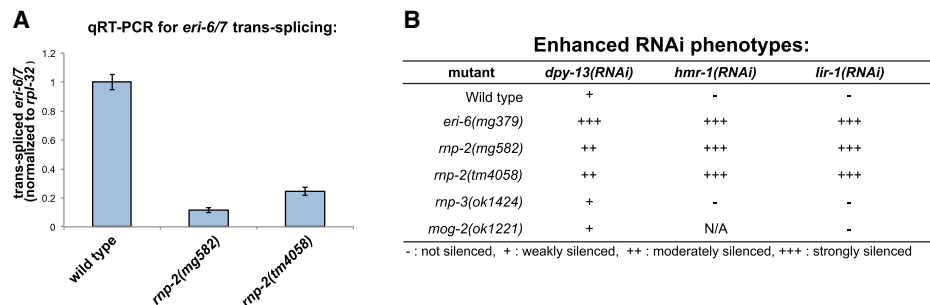 A
qRT-PCR for eri-6/7 trans-splicing:
trans-spliced eri-6/7
(normalized to rpl-32)
1.2
1
0.8
0.6
0.4
0.2
0
wild type
rnp-2(mg582)
rnp-2(tm4058)
B
Enhanced RNAi phenotypes:
mutant dpy-13(RNAi) hmr-1(RNAi) lir-1(RNAi)
Wild type + - -
eri-6(mg379) +++ +++ +++
rnp-2(mg582) ++ +++ +++
rnp-2(tm4058) ++ +++ +++
rnp-3(ok1424) + - -
mog-2(ok1221) + N/A -
- : not silenced, + : weakly silenced, ++ : moderately silenced, +++ : strongly silenced